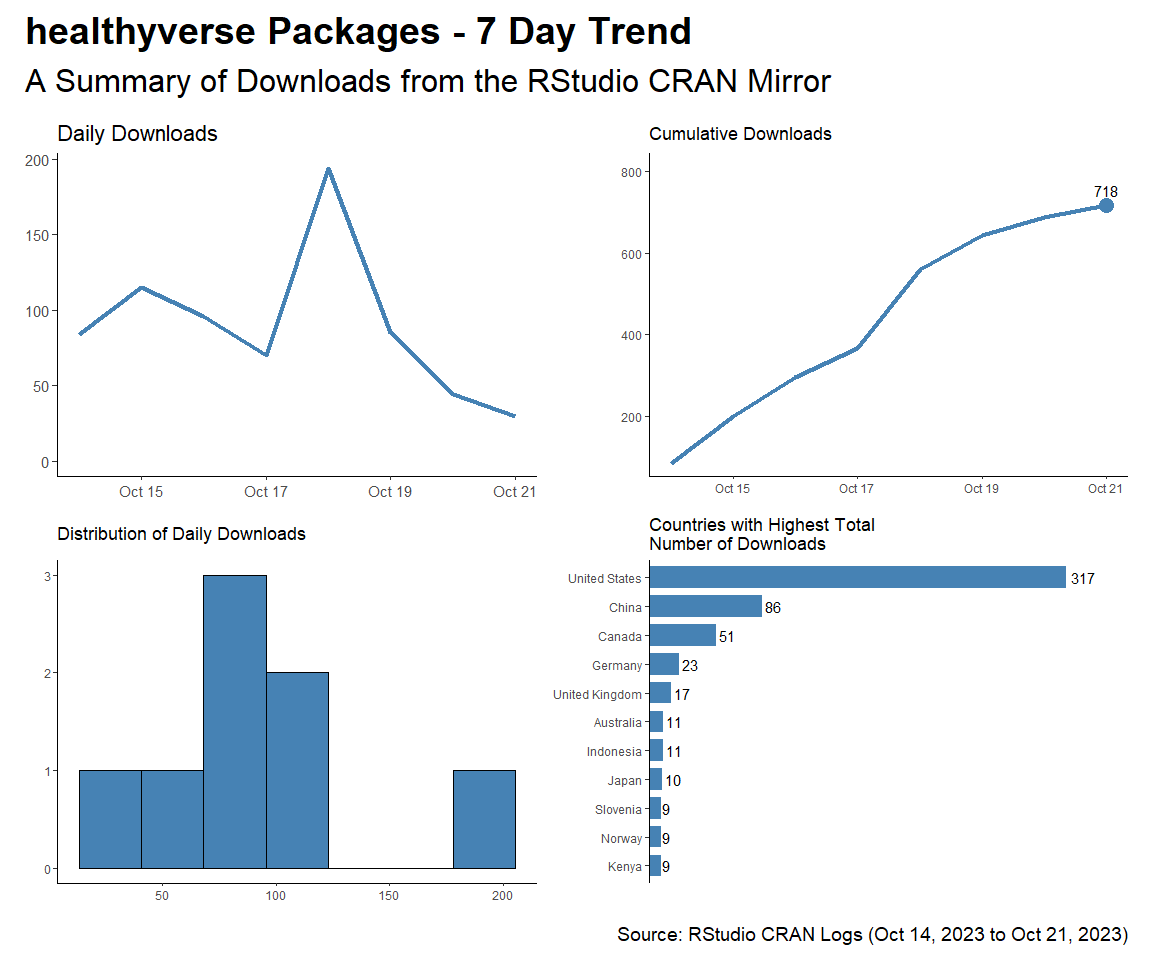 healthyverse Packages - 7 Day Trend
A Summary of Downloads from the RStudio CRAN Mirror
Daily Downloads
200
150
100
50
0
Oct 15 Oct 17 Oct 19 Oct 21
Cumulative Downloads
800
600
400
200
718
Oct 15 Oct 17 Oct 19 Oct 21
Distribution of Daily Downloads
3
2
1
0
50 100 150 200
Countries with Highest Total
Number of Downloads
United States 317
China 86
Canada 51
Germany 23
United Kingdom 17
Australia 11
Indonesia 11
Japan 10
Slovenia 9
Norway 9
Kenya 9
Source: RStudio CRAN Logs (Oct 14, 2023 to Oct 21, 2023)